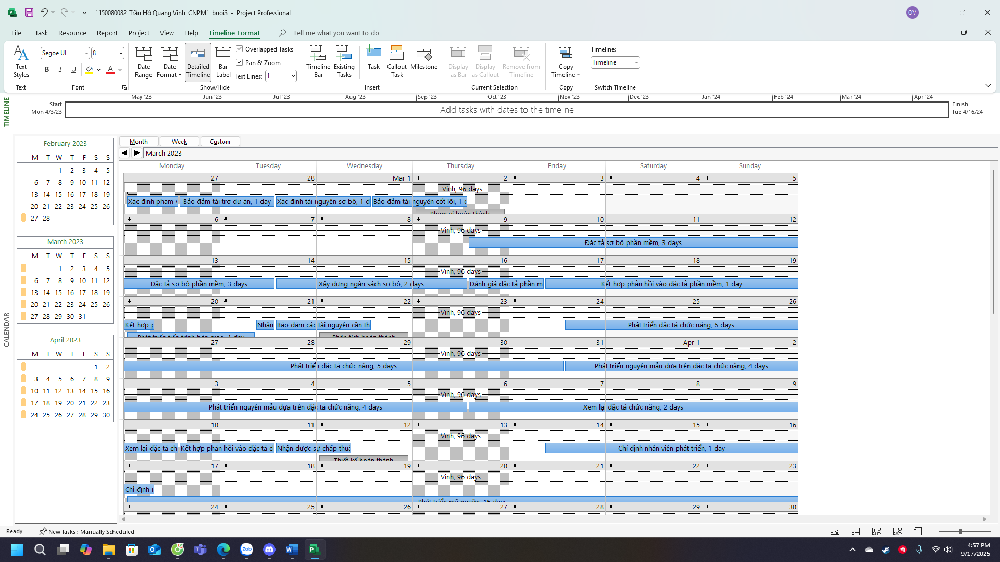 1150080082_Trần Hồ Quang Vinh_CNPM1_buoi3 - Project Professional
QV
File Task Resource Report Project View Help Timeline Format Tell me what you want to do
Text Styles
Text
Segoe UI 8
B I U A
Font
Date Range
Date Format
Detailed Timeline
Bar Label
Overlapped Tasks
Pan & Zoom
Text Lines: 1
Show/Hide
Timeline Bar
Existing Tasks
Task
Callout Task
Milestone
Insert
Display as Bar
Display as Callout
Remove from Timeline
Current Selection
Copy Timeline
Copy
Timeline:
Timeline
Switch Timeline
TIMELINE
May '23 Jun '23 Jul '23 Aug '23 Sep '23 Oct '23 Nov '23 Dec '23 Jan '24 Feb '24 Mar '24 Apr '24
Start
Mon 4/3/23
Add tasks with dates to the timeline
Finish
Tue 4/16/24
CALENDAR
February 2023
M T W T F S S
1 2 3 4 5
6 7 8 9 10 11 12
13 14 15 16 17 18 19
20 21 22 23 24 25 26
27 28
March 2023
M T W T F S S
1 2 3 4 5
6 7 8 9 10 11 12
13 14 15 16 17 18 19
20 21 22 23 24 25 26
27 28 29 30 31
April 2023
M T W T F S S
1 2
3 4 5 6 7 8 9
10 11 12 13 14 15 16
17 18 19 20 21 22 23
24 25 26 27 28 29 30
Month Week Custom
March 2023
Monday Tuesday Wednesday Thursday Friday Saturday Sunday
27 28 Mar 1 2 3 4 5
Vinh, 96 days
Xác định phạm v Bảo đảm tài trợ dự án, 1 day Xác định tài nguyên sơ bộ, 1 d Bảo đảm tài nguyên cốt lõi, 1 d
Phạm vi hoàn thành
6 7 8 9 10 11 12
Vinh, 96 days
Đặc tả sơ bộ phần mềm, 3 days
13 14 15 16 17 18 19
Vinh, 96 days
Đặc tả sơ bộ phần mềm, 3 days Xây dựng ngân sách sơ bộ, 2 days Đánh giá đặc tả phần m Kết hợp phản hồi vào đặc tả phần mềm, 1 day
20 21 22 23 24 25 26
Vinh, 96 days
Kết hợp p Nhận Bảo đảm các tài nguyên cần th Phát triển đặc tả chức năng, 5 days
Phát triển tiến trình bàn giao, 1 day Phân tích hoàn thành
27 28 29 30 31 Apr 1 2
Vinh, 96 days
Phát triển đặc tả chức năng, 5 days Phát triển nguyên mẫu dựa trên đặc tả chức năng, 4 days
3 4 5 6 7 8 9
Vinh, 96 days
Phát triển nguyên mẫu dựa trên đặc tả chức năng, 4 days Xem lại đặc tả chức năng, 2 days
10 11 12 13 14 15 16
Vinh, 96 days
Xem lại đặc tả ch Kết hợp phản hồi vào đặc tả ch Nhận được sự chấp thuậ Chỉ định nhân viên phát triển, 1 day
Thiết kế hoàn thành
17 18 19 20 21 22 23
Vinh, 96 days
Chỉ định n
Phát triển mã nguồn, 15 days
24 25 26 27 28 29 30
Ready New Tasks : Manually Scheduled
4:57 PM
9/17/2025